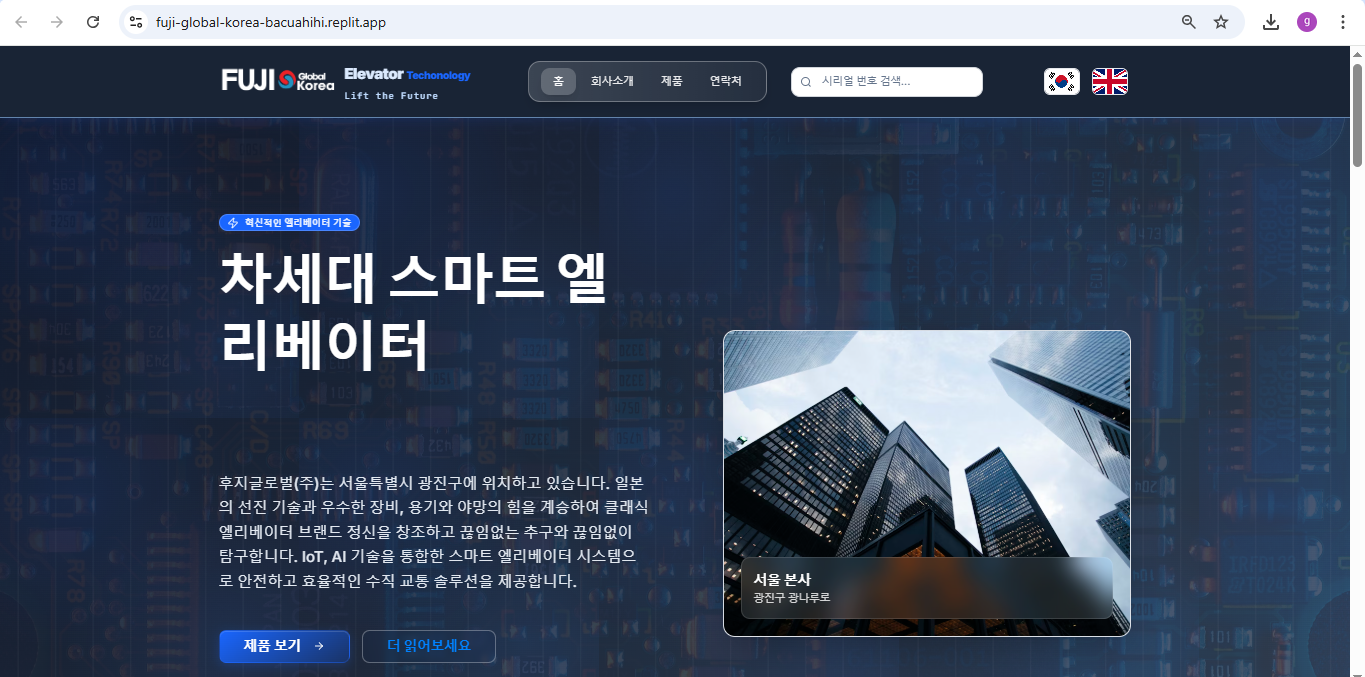 fuji-global-korea-bacuahihi.replit.app
g
FUJI Global Korea
Elevator Techonology
Lift the Future
홈 회사소개 제품 연락처
시리얼 번호 검색...
혁신적인 엘리베이터 기술
차세대 스마트 엘
리베이터
후지글로벌(주)는 서울특별시 광진구에 위치하고 있습니다. 일본
의 선진 기술과 우수한 장비, 용기와 야망의 힘을 계승하여 클래식
엘리베이터 브랜드 정신을 창조하고 끊임없는 추구와 끊임없이
탐구합니다. IoT, AI 기술을 통합한 스마트 엘리베이터 시스템으
로 안전하고 효율적인 수직 교통 솔루션을 제공합니다.
서울 본사
광진구 광나루로
제품 보기 →
더 읽어보세요